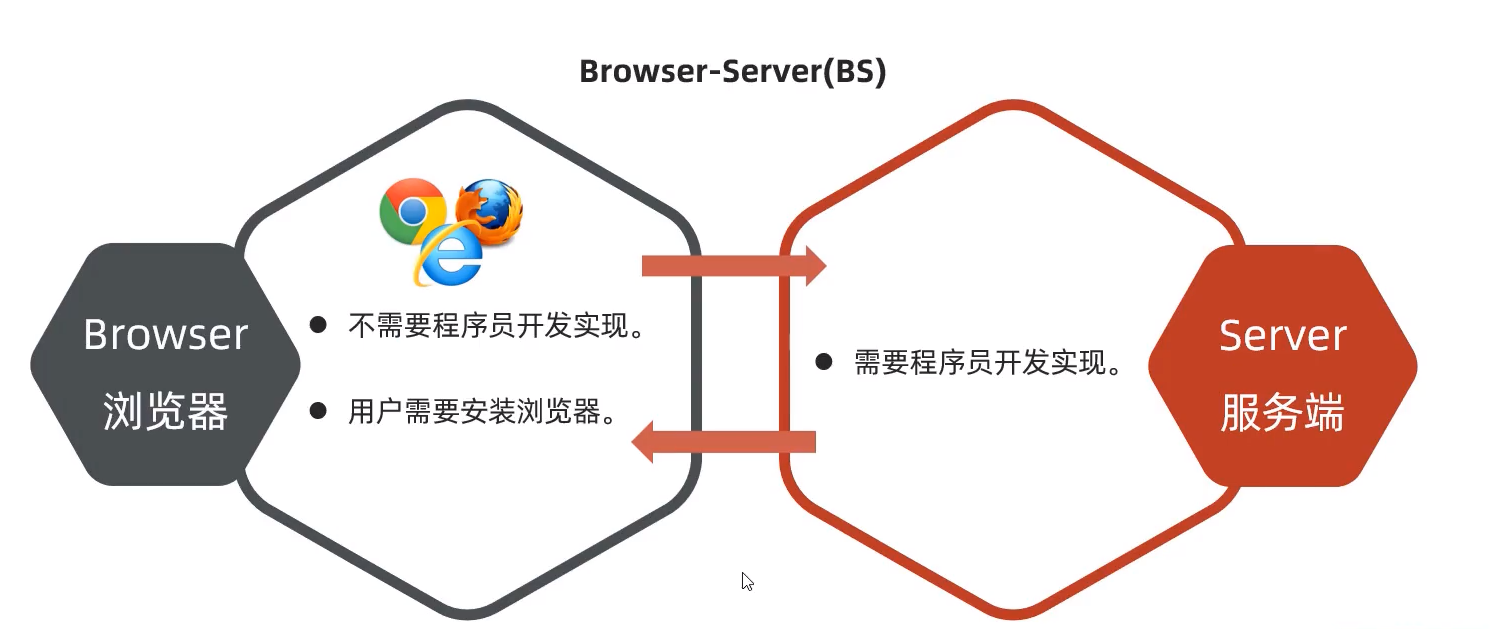 Browser-Server(BS)
Browser
浏览器
● 不需要程序员开发实现。
● 用户需要安装浏览器。
● 需要程序员开发实现。
Server
服务端